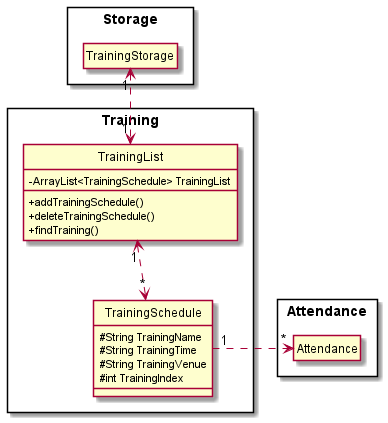 Storage
TrainingStorage
1
1
Training
TrainingList
-ArrayList<TrainingSchedule> TrainingList
+addTrainingSchedule()
+deleteTrainingSchedule()
+findTraining()
1
*
TrainingSchedule
#String TrainingName
#String TrainingTime
#String TrainingVenue
#int TrainingIndex
1
*
Attendance
Attendance